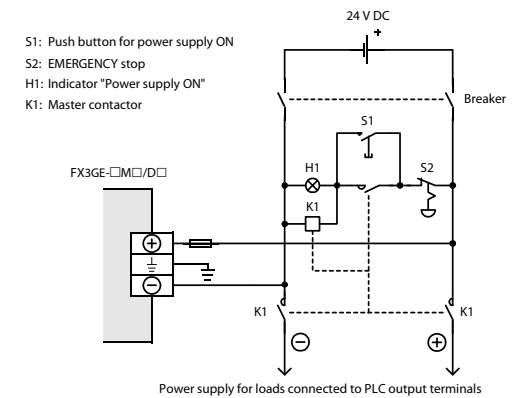 24 V DC
+
S1: Push button for power supply ON
S2: EMERGENCY stop
H1: Indicator "Power supply ON"
K1: Master contactor
Breaker
S1
FX3GE-□M□/D□
H1
S2
K1
+
−
K1
K1
−
+
Power supply for loads connected to PLC output terminals